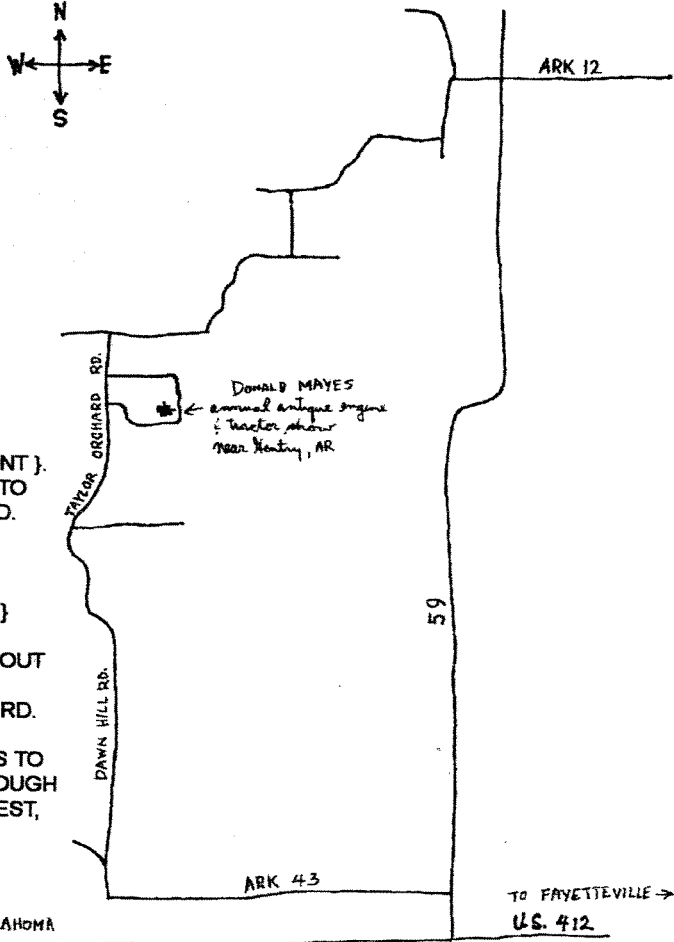 N
W E
S
ARK 12
TAYLOR ORCHARD RD.
DONALD MAYES
annual antique engine
& tractor show
near Gentry, AR
NT }.
TO
D.
}
OUT
RD.
S TO
OUGH
EST,
59
DAWN HILL RD.
ARK 43
TO FAYETTEVILLE →
U.S. 412
AHOMA